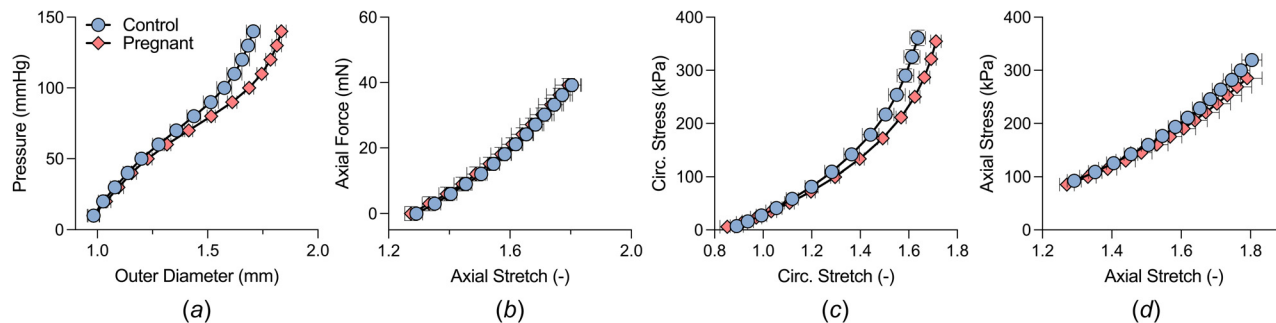 Control
Pregnant
150
100
50
0
Pressure (mmHg)
1.0
1.5
2.0
Outer Diameter (mm)
(a)
60
40
20
0
Axial Force (mN)
1.2
1.6
2.0
Axial Stretch (-)
(b)
400
300
200
100
0
Circ. Stress (kPa)
0.8
1.0
1.2
1.4
1.6
1.8
Circ. Stretch (-)
(c)
400
300
200
100
0
Axial Stress (kPa)
1.2
1.4
1.6
1.8
Axial Stretch (-)
(d)